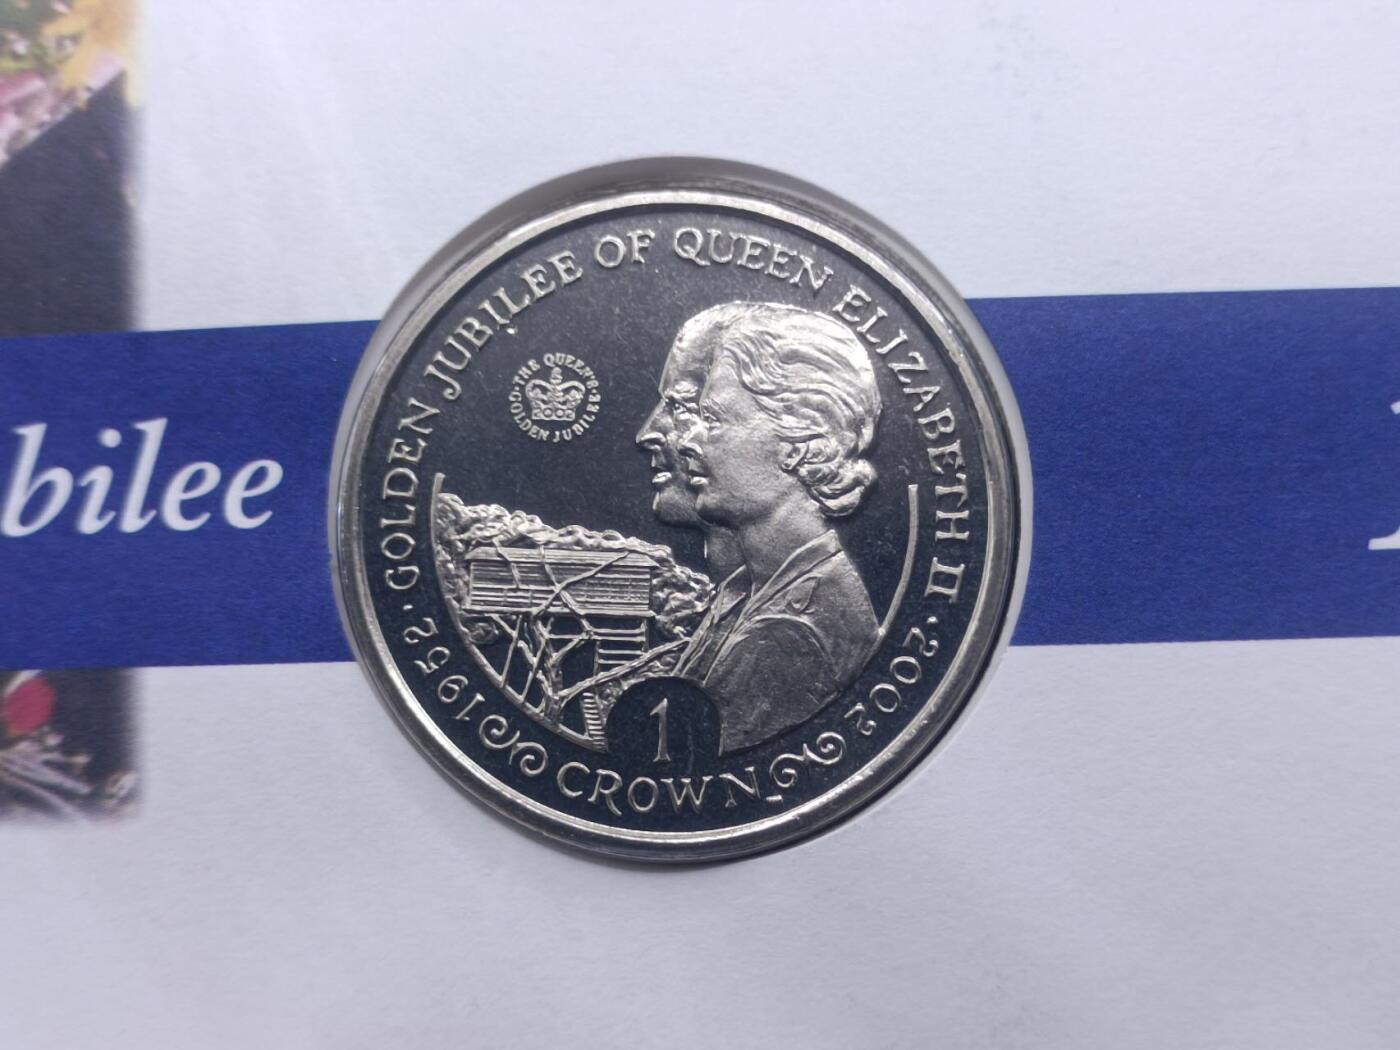 bilee
1952 · GOLDEN JUBILEE OF QUEEN ELIZABETH II · 2002
· THE QUEEN'S · GOLDEN JUBILEE
1
CROWN